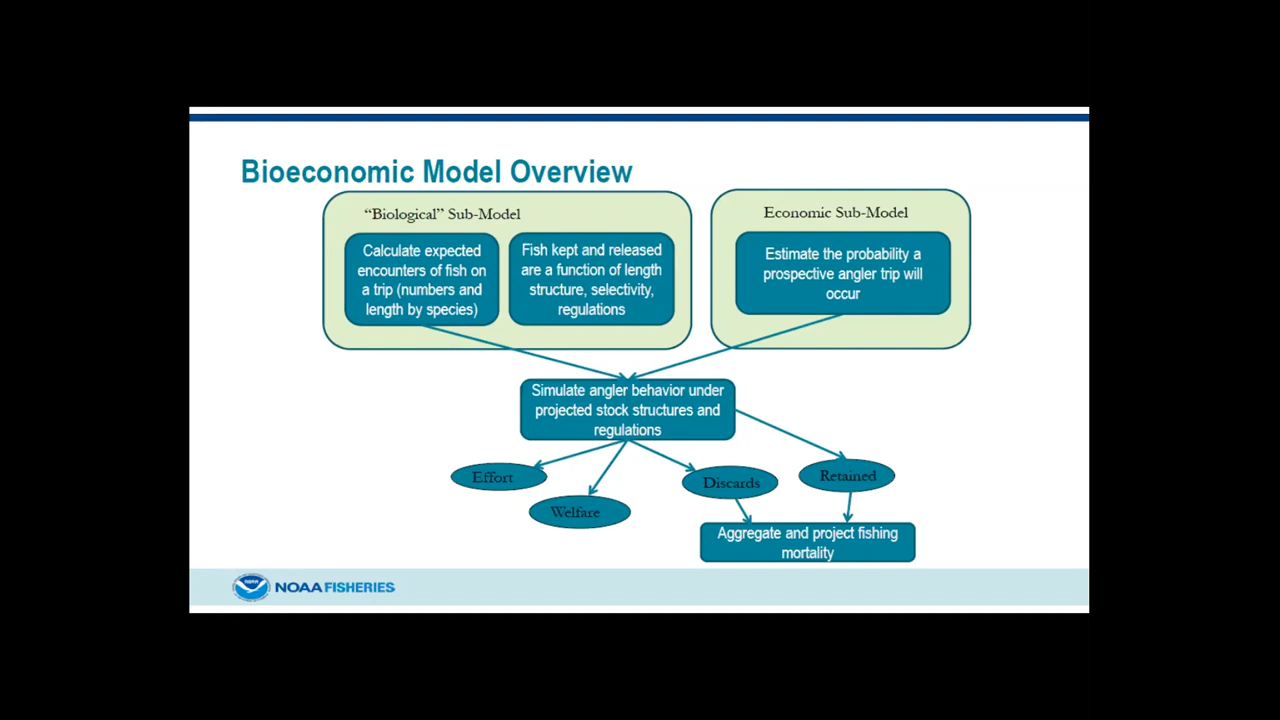 Bioeconomic Model Overview
“Biological” Sub-Model
Calculate expected
encounters of fish on
a trip (numbers and
length by species)
Fish kept and released
are a function of length
structure, selectivity,
regulations
Economic Sub-Model
Estimate the probability a
prospective angler trip will
occur
Simulate angler behavior under
projected stock structures and
regulations
Effort
Welfare
Discards
Retained
Aggregate and project fishing
mortality
NOAA FISHERIES